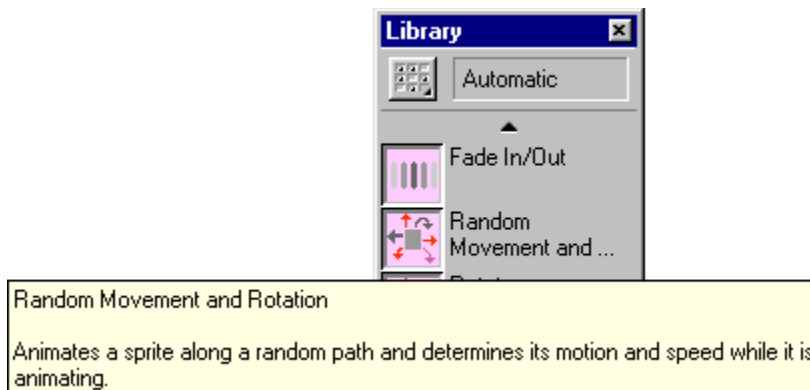 Library
Automatic
Fade In/Out
Random
Movement and ...
Random Movement and Rotation
Animates a sprite along a random path and determines its motion and speed while it is
animating.